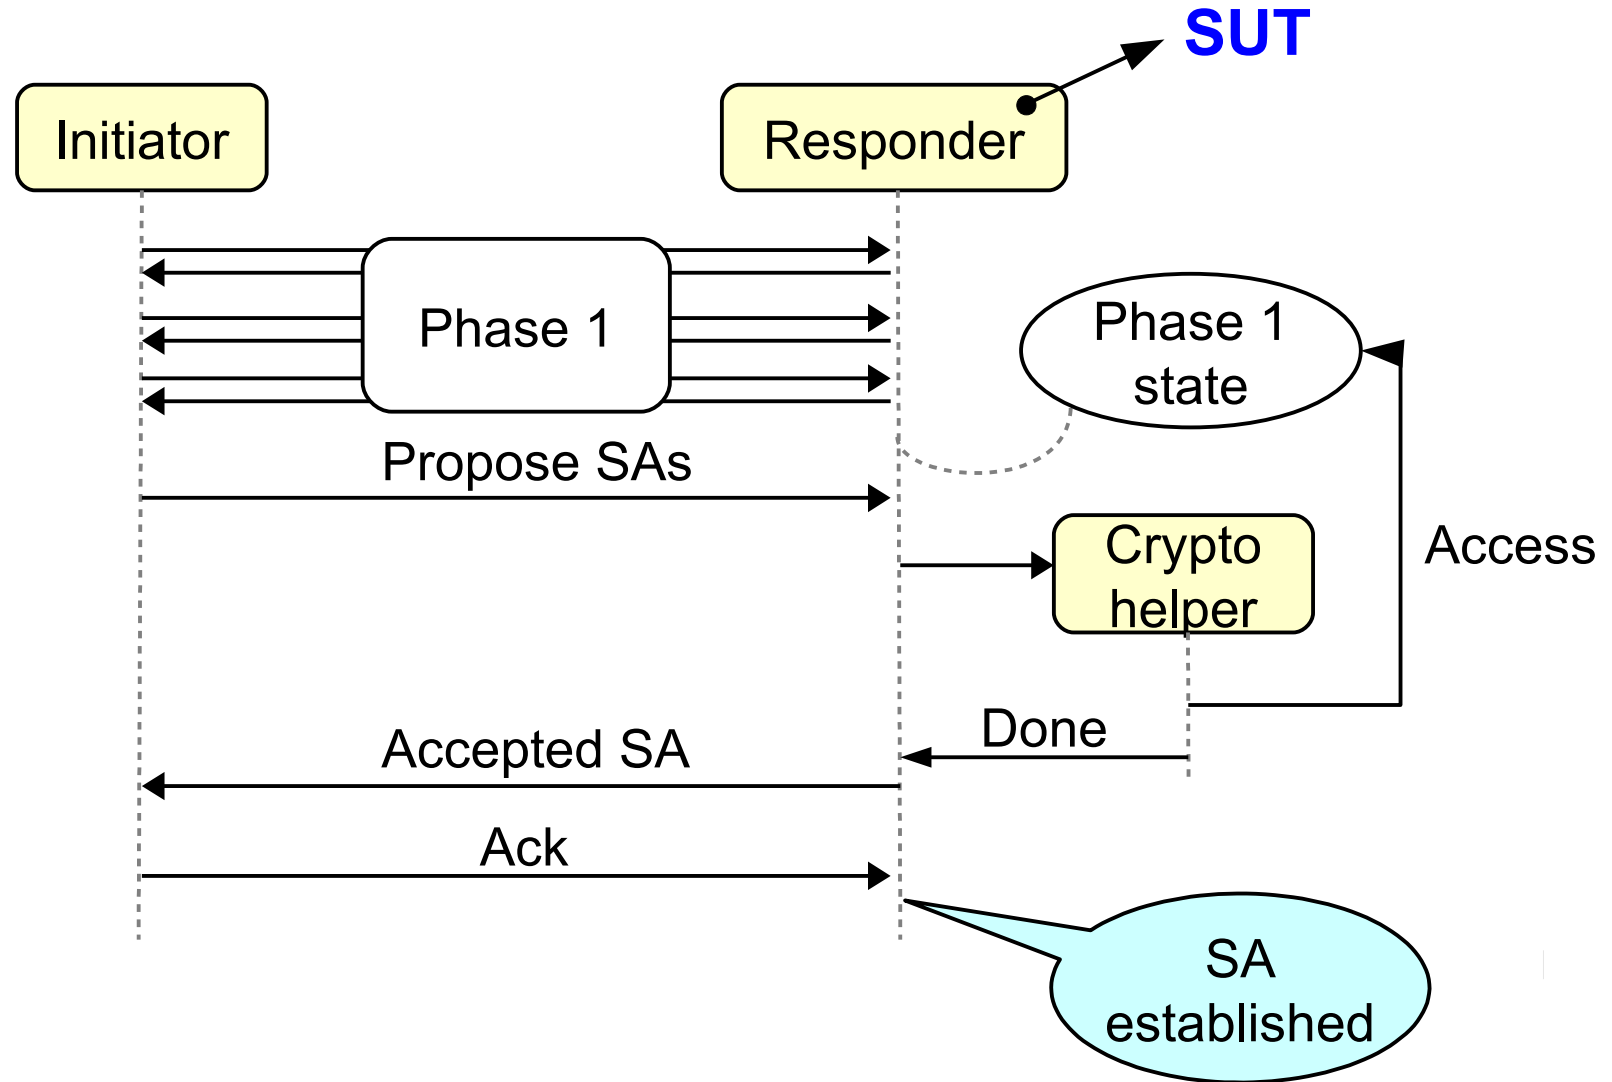 SUT
Initiator
Responder
Phase 1
Phase 1
state
Propose SAs
Crypto
helper
Access
Done
Accepted SA
Ack
SA
established